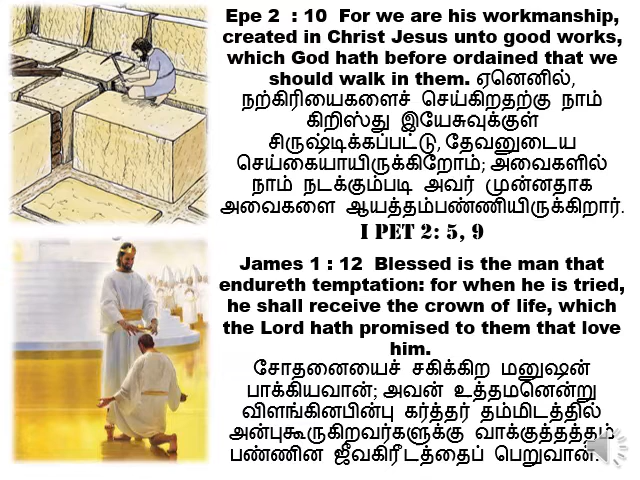 Epe 2 : 10 For we are his workmanship,
created in Christ Jesus unto good works,
which God hath before ordained that we
should walk in them. ஏனெனில்,
நற்கிரியைகளைச் செய்கிறதற்கு நாம்
கிறிஸ்து இயேசுவுக்குள்
சிருஷ்டிக்கப்பட்டு, தேவனுடைய
செய்கையாயிருக்கிறோம்; அவைகளில்
நாம் நடக்கும்படி அவர் முன்னதாக
அவைகளை ஆயத்தம்பண்ணியிருக்கிறார்.
I PET 2: 5, 9
James 1 : 12 Blessed is the man that
endureth temptation: for when he is tried,
he shall receive the crown of life, which
the Lord hath promised to them that love
him.
சோதனையைச் சகிக்கிற மனுஷன்
பாக்கியவான்; அவன் உத்தமனென்று
விளங்கினபின்பு கர்த்தர் தம்மிடத்தில்
அன்புகூருகிறவர்களுக்கு வாக்குத்தத்தம்
பண்ணின ஜீவகிரீடத்தைப் பெறுவான்.